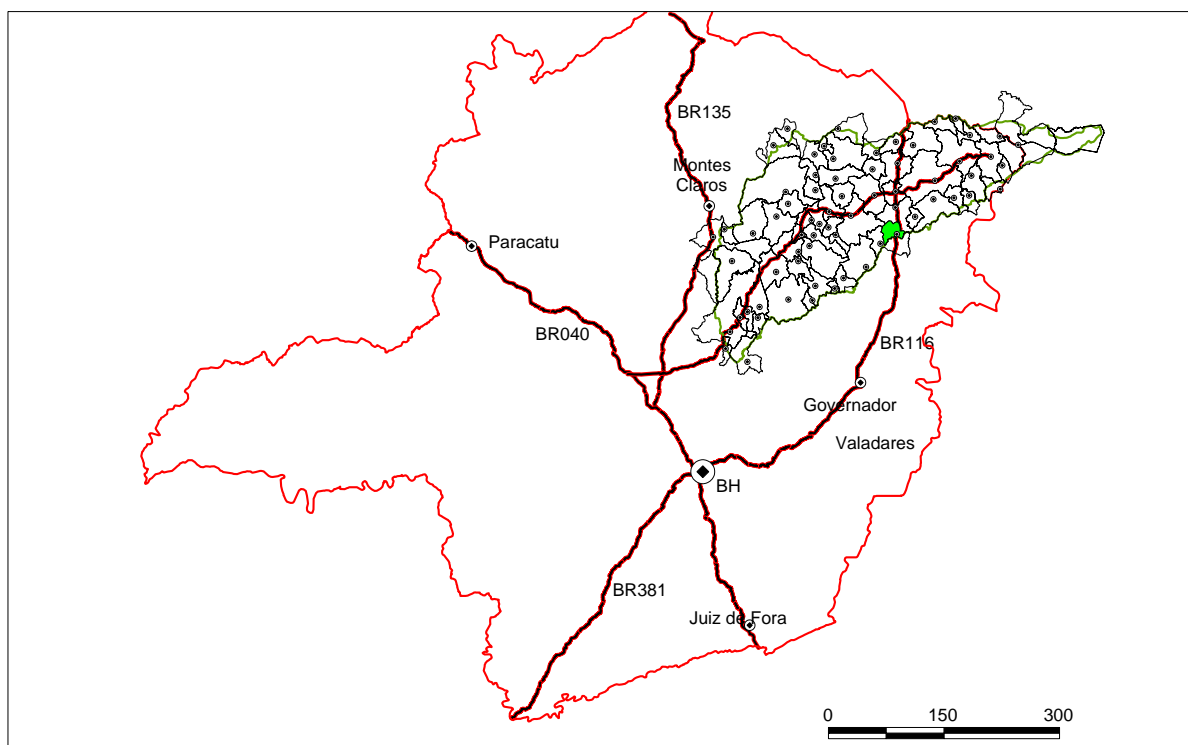 BR135
Montes
Claros
Paracatu
BR040
BR116
Governador
Valadares
BH
BR381
Juiz de Fora
0 150 300